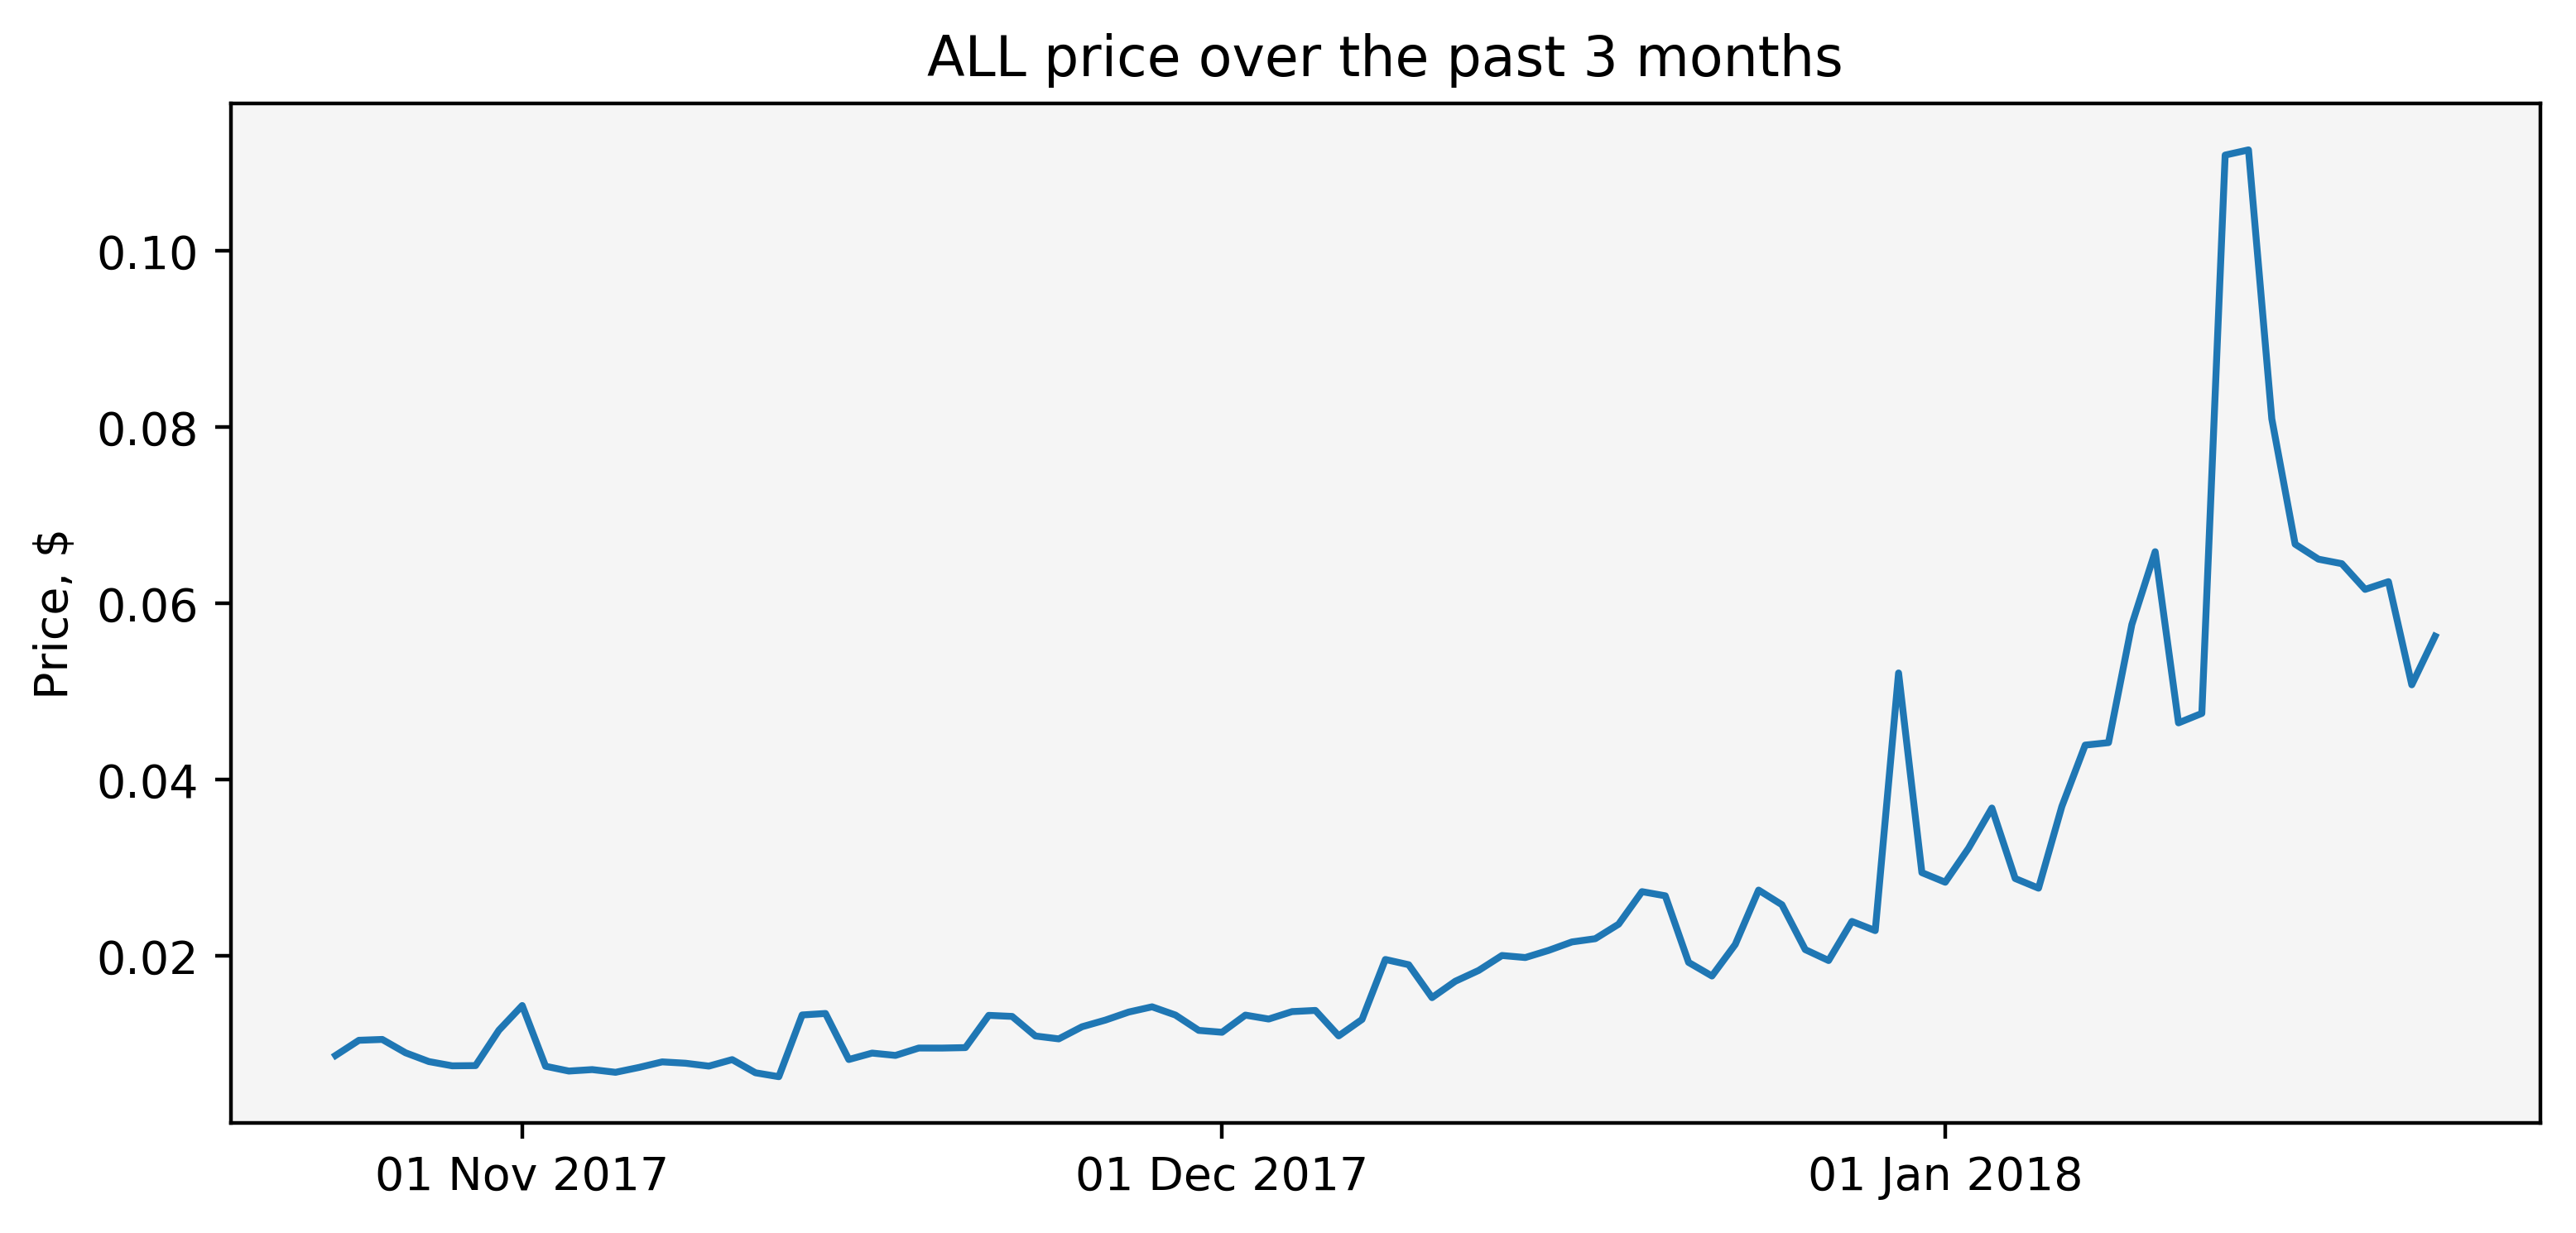 ALL price over the past 3 months
Price, $
0.10
0.08
0.06
0.04
0.02
01 Nov 2017
01 Dec 2017
01 Jan 2018